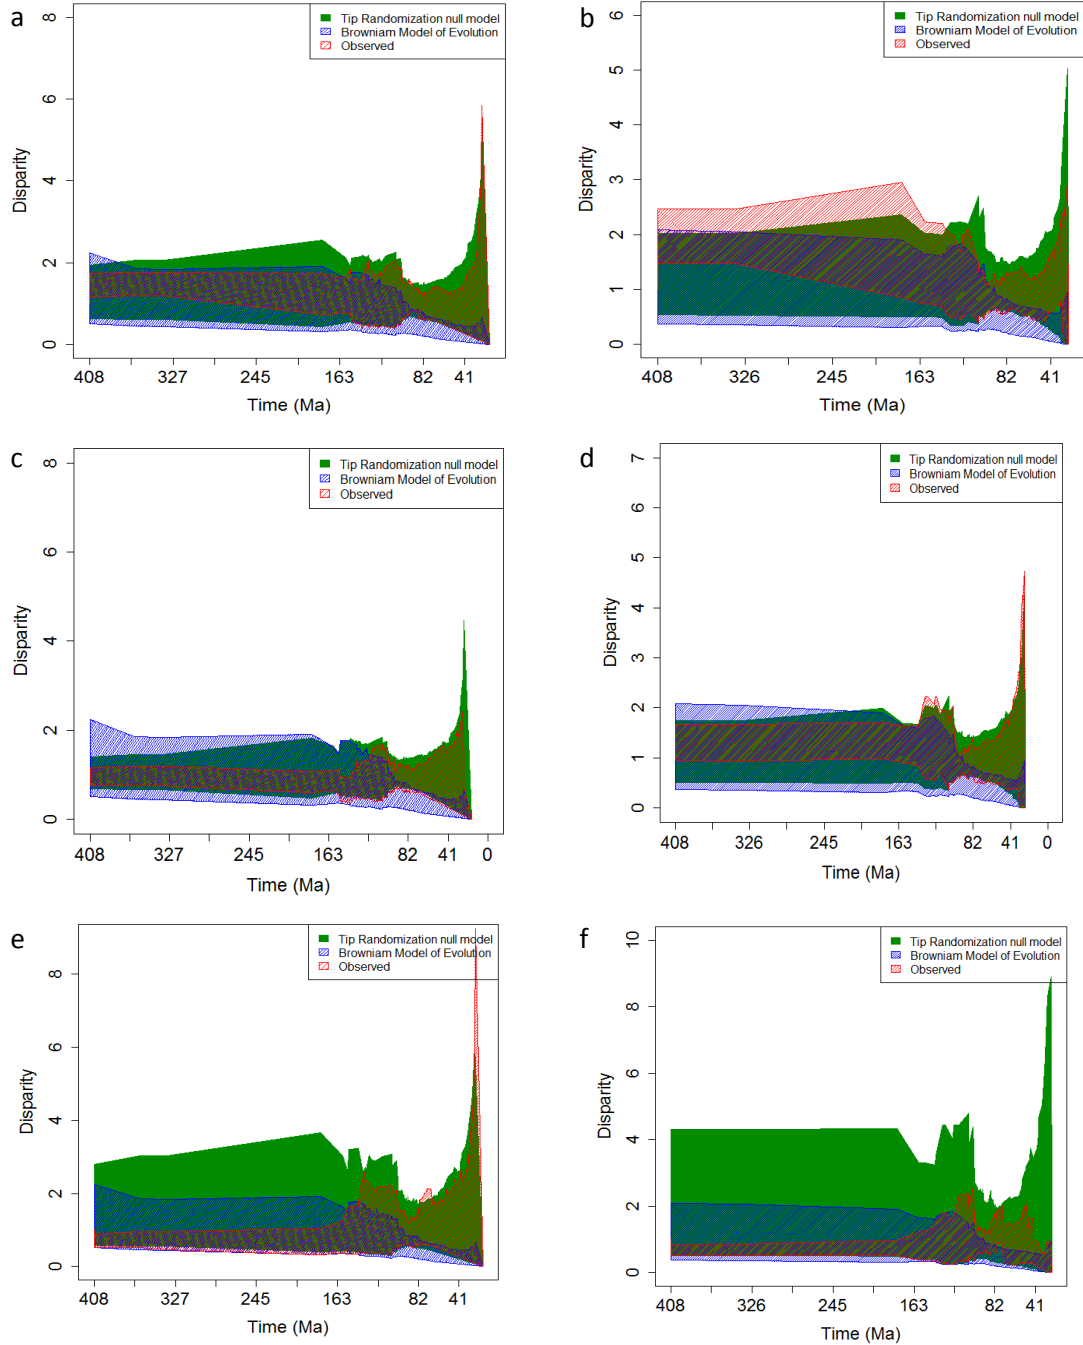 a
8
6
4
2
0
Disparity
Tip Randomization null model
Browniam Model of Evolution
Observed
408 327 245 163 82 41
Time (Ma)
b
6
5
4
3
2
1
0
Disparity
Tip Randomization null model
Browniam Model of Evolution
Observed
408 326 245 163 82 41
Time (Ma)
c
8
6
4
2
0
Disparity
Tip Randomization null model
Browniam Model of Evolution
Observed
408 327 245 163 82 41 0
Time (Ma)
d
7
6
5
4
3
2
1
0
Disparity
Tip Randomization null model
Browniam Model of Evolution
Observed
408 326 245 163 82 41 0
Time (Ma)
e
8
6
4
2
0
Disparity
Tip Randomization null model
Browniam Model of Evolution
Observed
408 327 245 163 82 41
Time (Ma)
f
10
8
6
4
2
0
Disparity
Tip Randomization null model
Browniam Model of Evolution
Observed
408 326 245 163 82 41
Time (Ma)